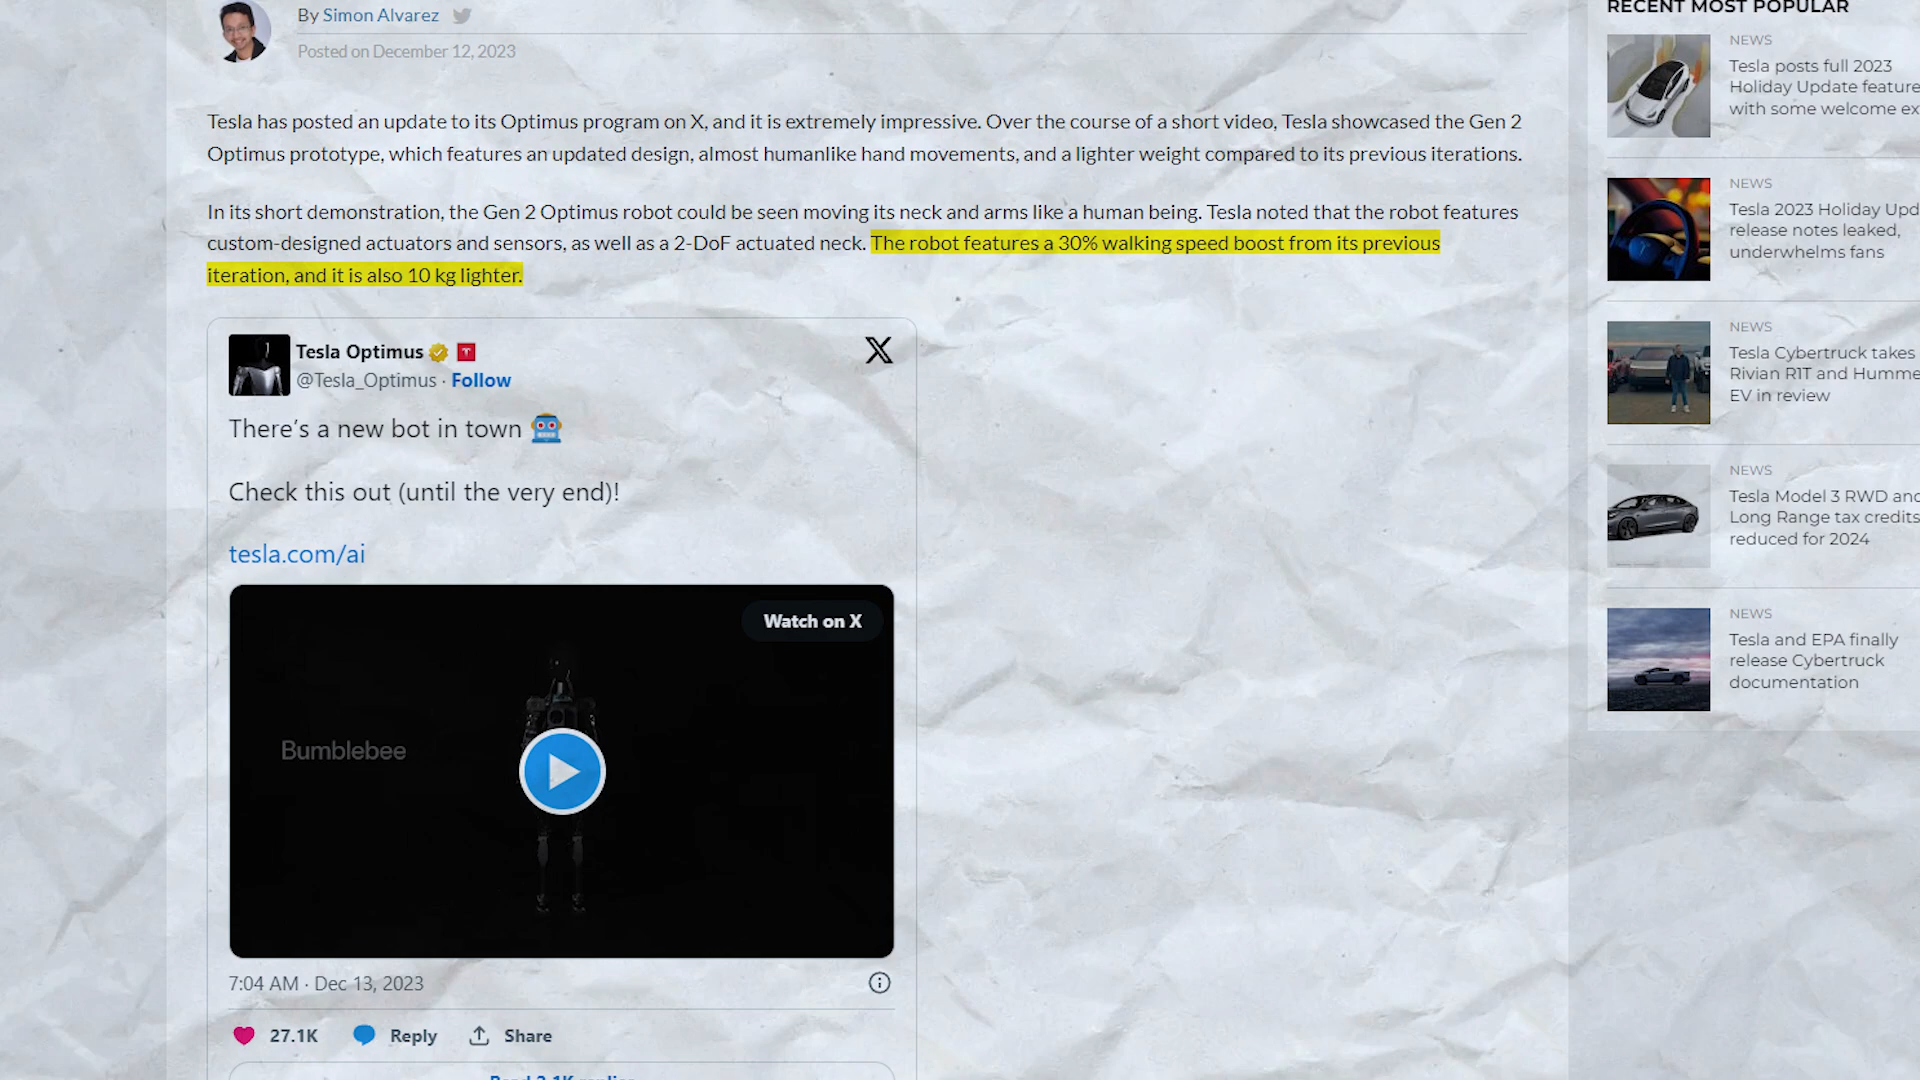 By Simon Alvarez
Posted on December 12, 2023
Tesla has posted an update to its Optimus program on X, and it is extremely impressive. Over the course of a short video, Tesla showcased the Gen 2
Optimus prototype, which features an updated design, almost humanlike hand movements, and a lighter weight compared to its previous iterations.
In its short demonstration, the Gen 2 Optimus robot could be seen moving its neck and arms like a human being. Tesla noted that the robot features
custom-designed actuators and sensors, as well as a 2-DoF actuated neck. The robot features a 30% walking speed boost from its previous
iteration, and it is also 10 kg lighter.
Tesla Optimus
@Tesla_Optimus · Follow
There's a new bot in town
Check this out (until the very end)!
tesla.com/ai
Watch on X
Bumblebee
7:04 AM · Dec 13, 2023
27.1K Reply Share
RECENT MOST POPULAR
NEWS
Tesla posts full 2023
Holiday Update feature
with some welcome ex
NEWS
Tesla 2023 Holiday Upd
release notes leaked,
underwhelms fans
NEWS
Tesla Cybertruck takes
Rivian R1T and Humme
EV in review
NEWS
Tesla Model 3 RWD and
Long Range tax credits
reduced for 2024
NEWS
Tesla and EPA finally
release Cybertruck
documentation